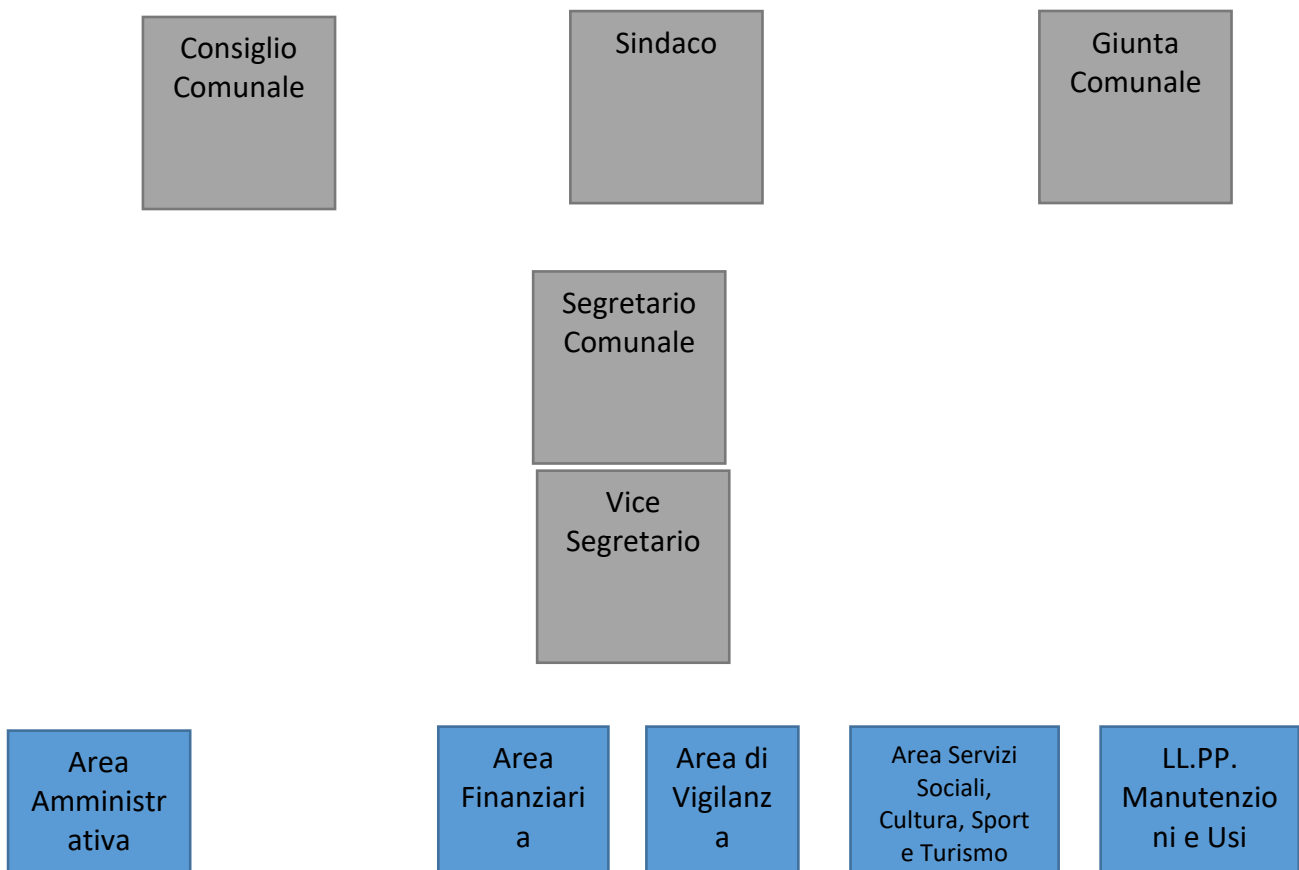 Consiglio
Comunale
Sindaco
Giunta
Comunale
Segretario
Comunale
Vice
Segretario
Area
Amministr
ativa
Area
Finanziari
a
Area di
Vigilanz
a
Area Servizi
Sociali,
Cultura, Sport
e Turismo
LL.PP.
Manutenzio
ni e Usi